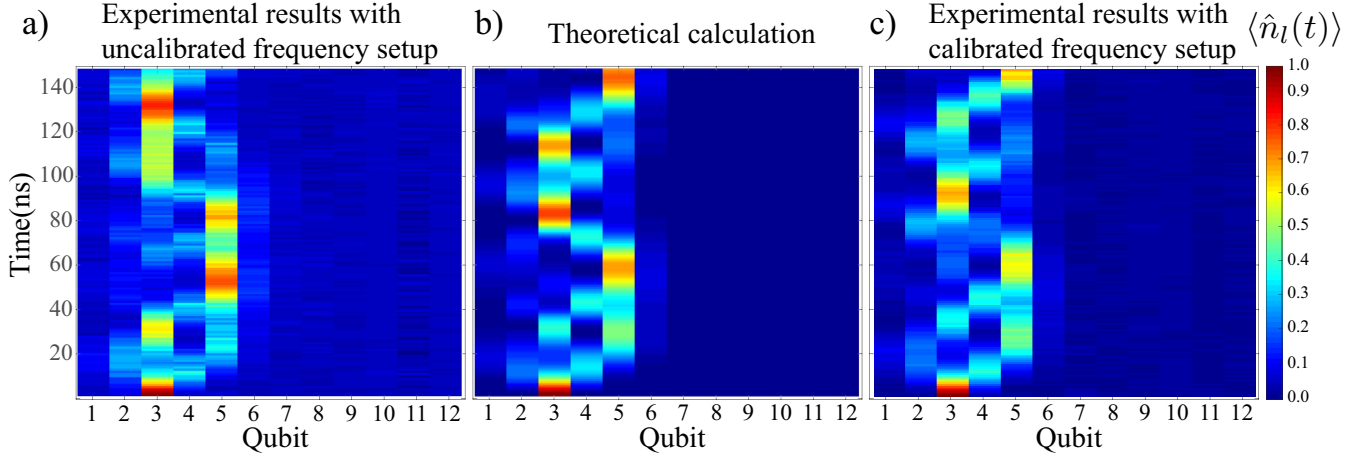 a) Experimental results with
uncalibrated frequency setup
b) Theoretical calculation
c) Experimental results with
calibrated frequency setup
⟨n̂_l(t)⟩
Time(ns)
140
120
100
80
60
40
20
1 2 3 4 5 6 7 8 9 10 11 12
Qubit
1 2 3 4 5 6 7 8 9 10 11 12
Qubit
1 2 3 4 5 6 7 8 9 10 11 12
Qubit
1.0
0.9
0.8
0.7
0.6
0.5
0.4
0.3
0.2
0.1
0.0